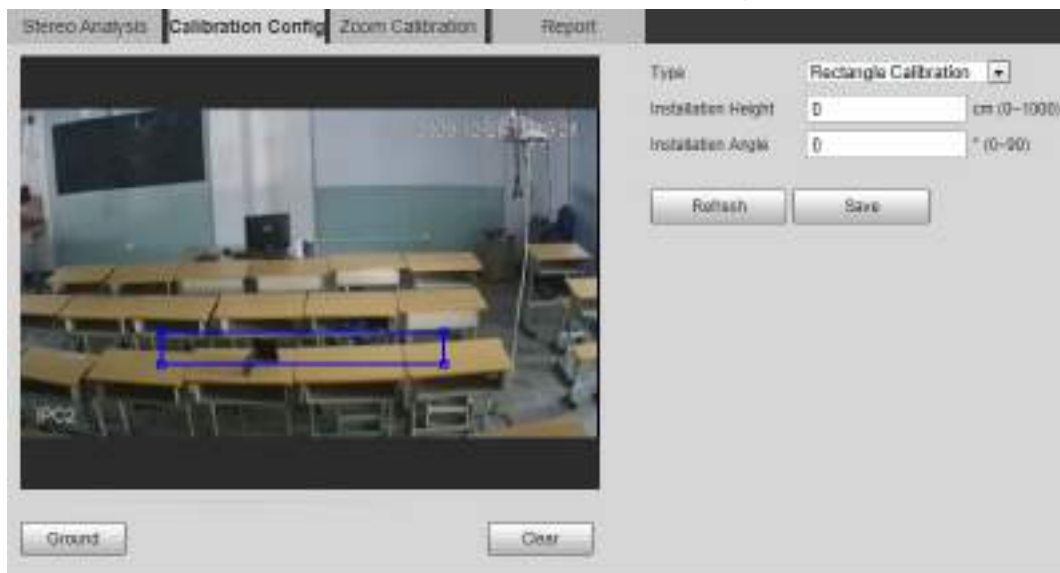 Stereo Analysis Calibration Config Zoom Calibration Report
Type Rectangle Calibration
Installation Height 0 cm (0~1000)
Installation Angle 0 ° (0~90)
Refresh Save
IPC2
Ground Clear